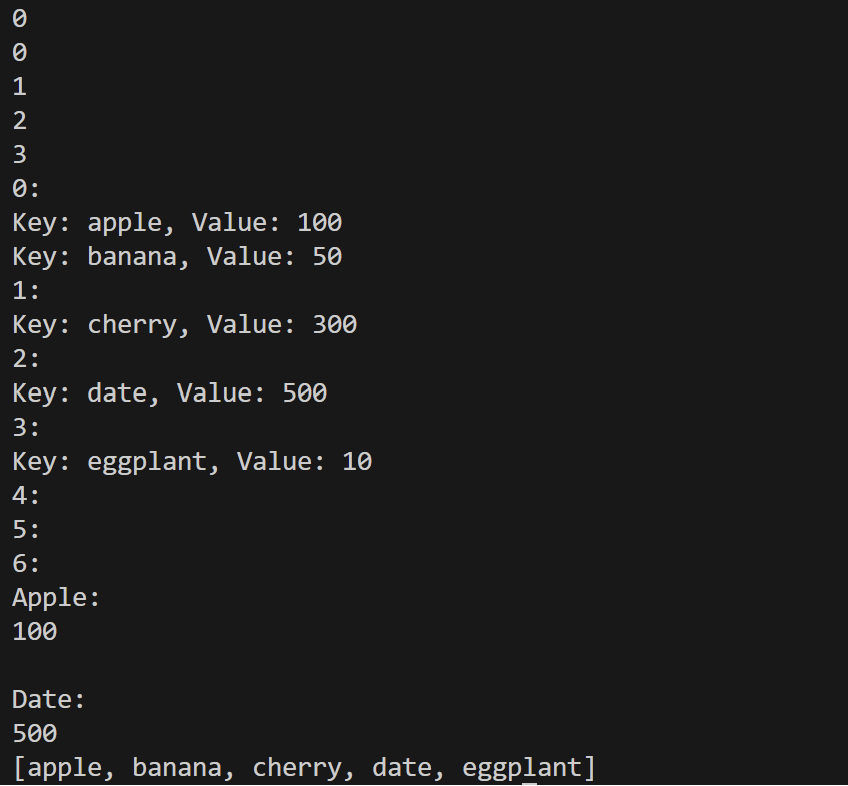 0
0
1
2
3
0:
Key: apple, Value: 100
Key: banana, Value: 50
1:
Key: cherry, Value: 300
2:
Key: date, Value: 500
3:
Key: eggplant, Value: 10
4:
5:
6:
Apple:
100

Date:
500
[apple, banana, cherry, date, eggplant]